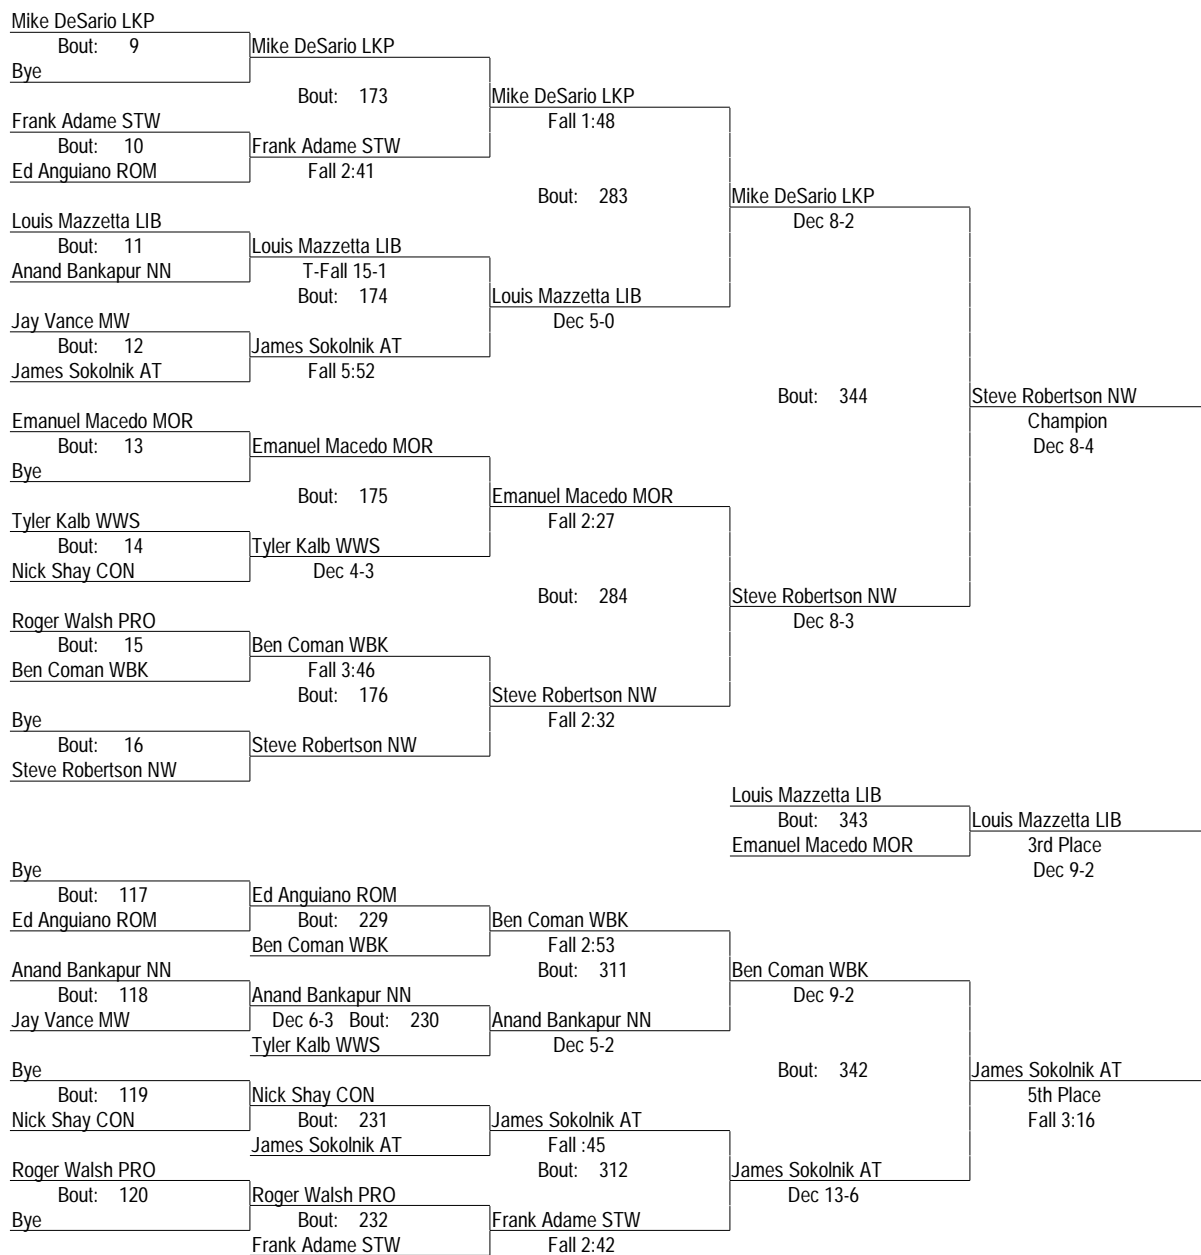 Mike DeSario LKP
Bout: 9
Bye
Mike DeSario LKP
Bout: 173
Frank Adame STW
Bout: 10
Ed Anguiano ROM
Frank Adame STW
Fall 2:41
Mike DeSario LKP
Fall 1:48
Bout: 283
Louis Mazzetta LIB
Bout: 11
Anand Bankapur NN
Louis Mazzetta LIB
T-Fall 15-1
Bout: 174
Jay Vance MW
Bout: 12
James Sokolnik AT
James Sokolnik AT
Fall 5:52
Louis Mazzetta LIB
Dec 5-0
Mike DeSario LKP
Dec 8-2
Bout: 344
Emanuel Macedo MOR
Bout: 13
Bye
Emanuel Macedo MOR
Bout: 175
Tyler Kalb WWS
Bout: 14
Nick Shay CON
Tyler Kalb WWS
Dec 4-3
Emanuel Macedo MOR
Fall 2:27
Bout: 284
Roger Walsh PRO
Bout: 15
Ben Coman WBK
Ben Coman WBK
Fall 3:46
Bout: 176
Bye
Bout: 16
Steve Robertson NW
Steve Robertson NW
Steve Robertson NW
Fall 2:32
Steve Robertson NW
Dec 8-3
Steve Robertson NW
Champion
Dec 8-4
Louis Mazzetta LIB
Bout: 343
Emanuel Macedo MOR
Louis Mazzetta LIB
3rd Place
Dec 9-2
Bye
Bout: 117
Ed Anguiano ROM
Ed Anguiano ROM
Bout: 229
Ben Coman WBK
Ben Coman WBK
Fall 2:53
Bout: 311
Anand Bankapur NN
Bout: 118
Jay Vance MW
Anand Bankapur NN
Dec 6-3 Bout: 230
Tyler Kalb WWS
Anand Bankapur NN
Dec 5-2
Ben Coman WBK
Dec 9-2
Bout: 342
Bye
Bout: 119
Nick Shay CON
Nick Shay CON
Bout: 231
James Sokolnik AT
James Sokolnik AT
Fall :45
Bout: 312
Roger Walsh PRO
Bout: 120
Bye
Roger Walsh PRO
Bout: 232
Frank Adame STW
Frank Adame STW
Fall 2:42
James Sokolnik AT
Dec 13-6
James Sokolnik AT
5th Place
Fall 3:16